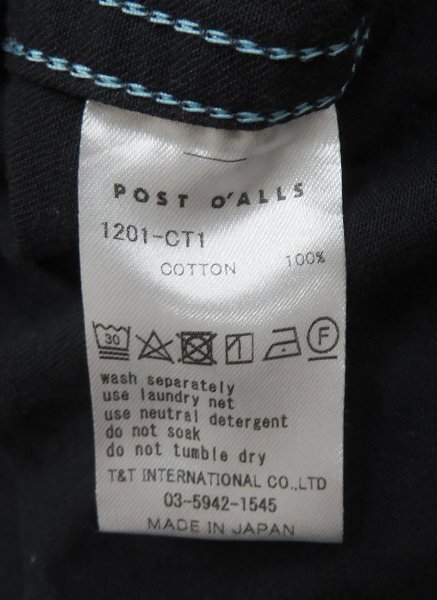 POST O'ALLS
1201-CT1
COTTON 100%
30 F
wash separately
use laundry net
use neutral detergent
do not soak
do not tumble dry
T&T INTERNATIONAL CO.,LTD
03-5942-1545
MADE IN JAPAN